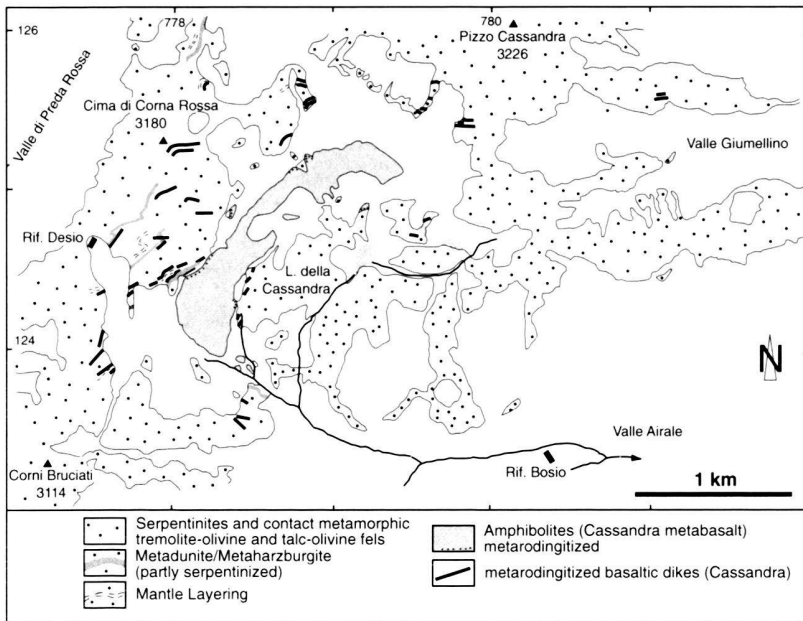 778
780
126
Pizzo Cassandra
3226
Valle di Preda Rossa
Cima di Corna Rossa
3180
Valle Giumellino
Rif. Desio
L. della
Cassandra
124
N
Valle Airale
Rif. Bosio
Corni Bruciati
3114
1 km
Serpentinites and contact metamorphic
tremolite-olivine and talc-olivine fels
Metadunite/Metaharzburgite
(partly serpentinized)
Mantle Layering
Amphibolites (Cassandra metabasalt)
metarodingitized
metarodingitized basaltic dikes (Cassandra)